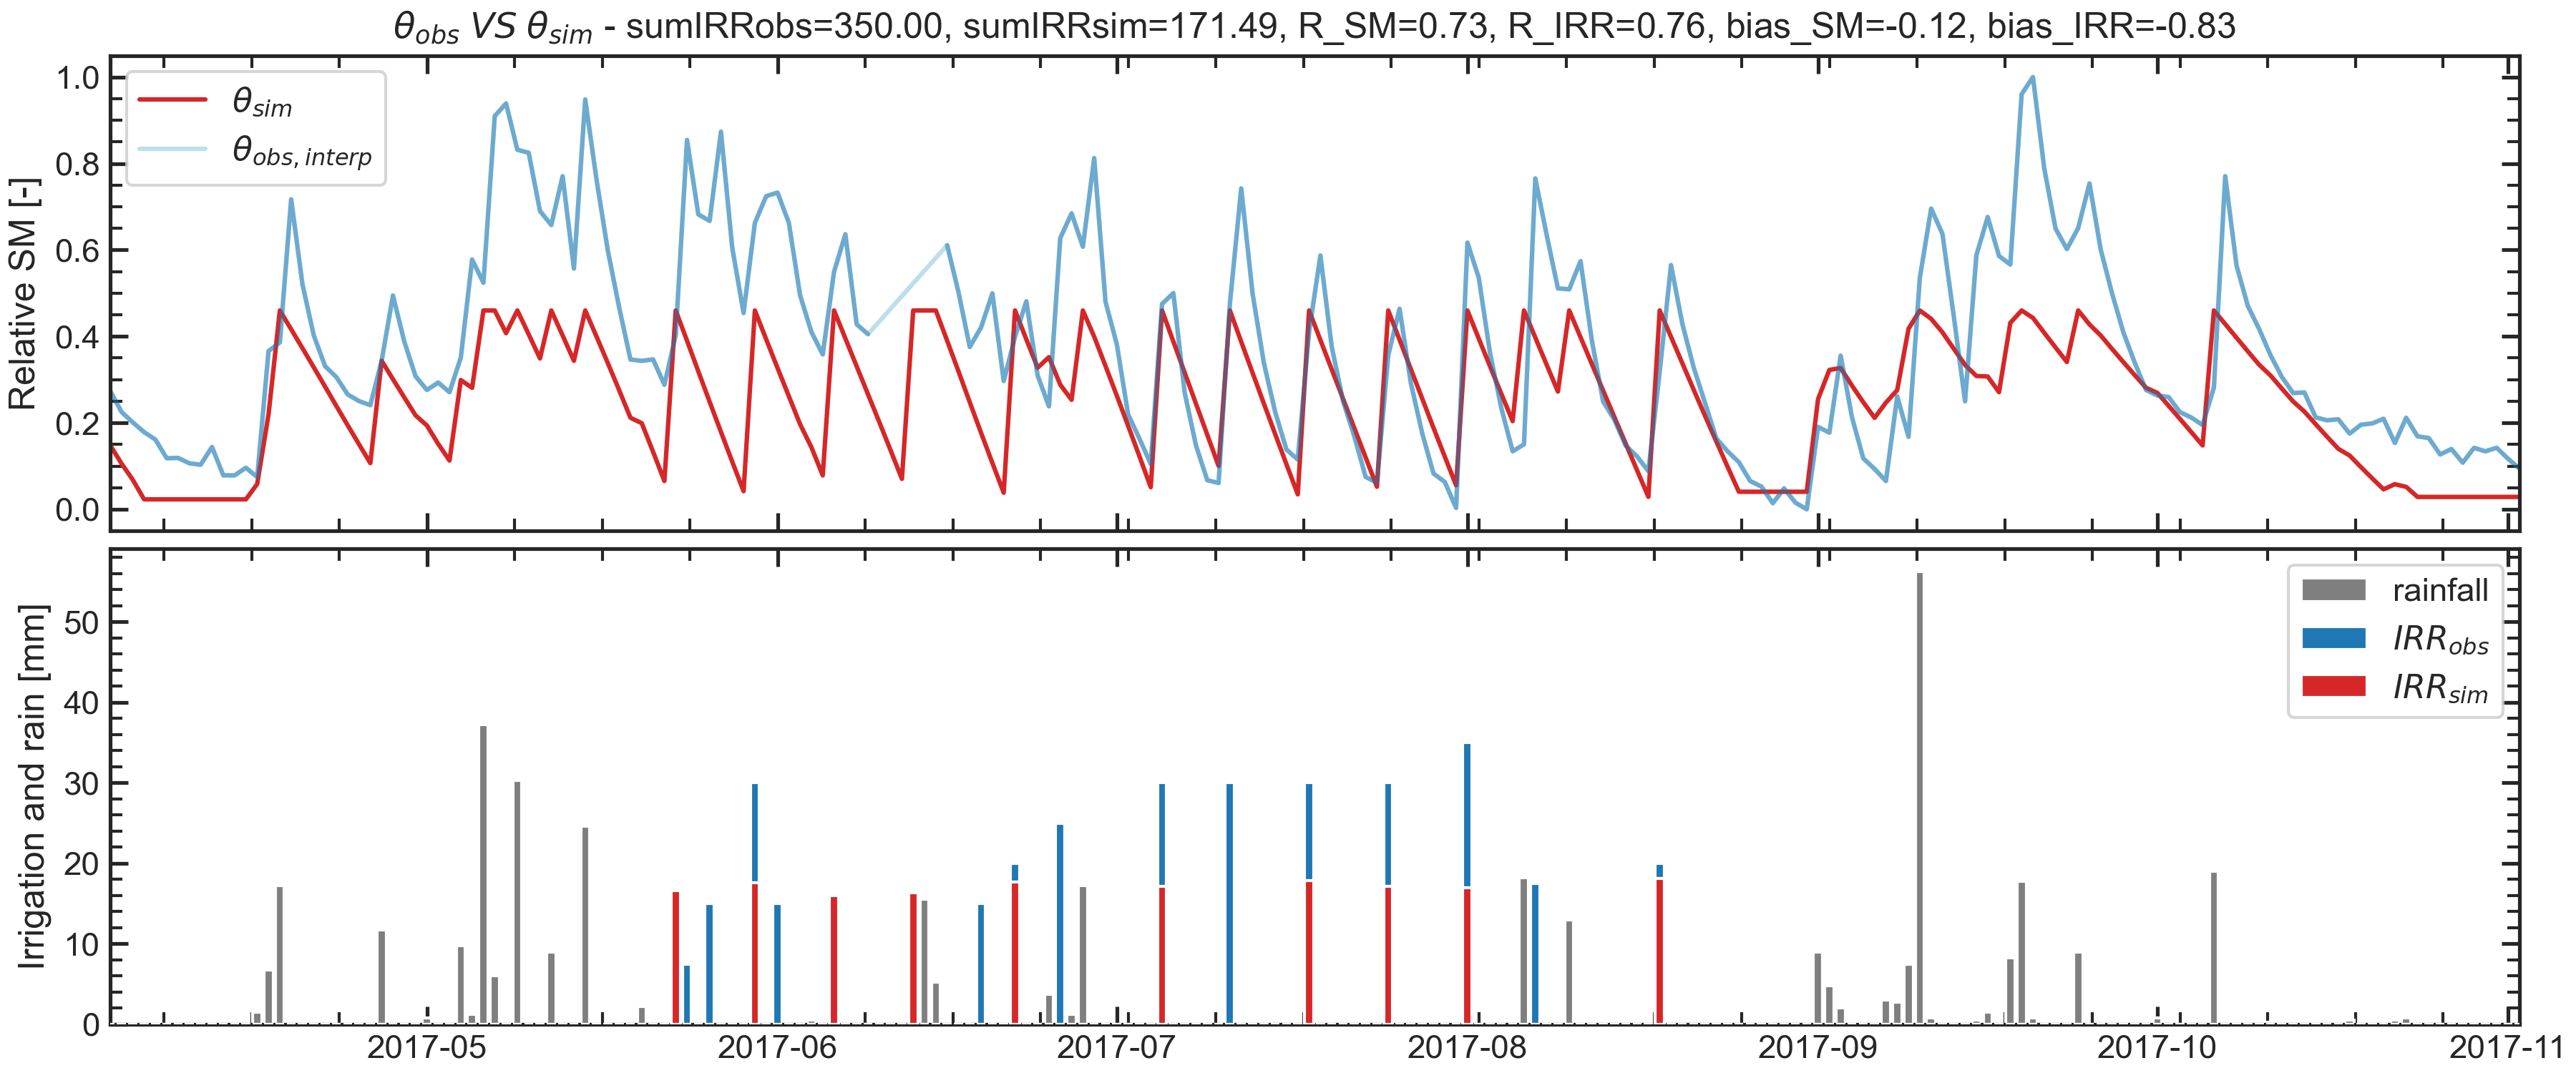 θobs VS θsim - sumIRRobs=350.00, sumIRRsim=171.49, R_SM=0.73, R_IRR=0.76, bias_SM=-0.12, bias_IRR=-0.83
Relative SM [-]
1.0
0.8
0.6
0.4
0.2
0.0
θsim
θobs, interp
Irrigation and rain [mm]
50
40
30
20
10
0
rainfall
IRRobs
IRRsim
2017-05 2017-06 2017-07 2017-08 2017-09 2017-10 2017-11